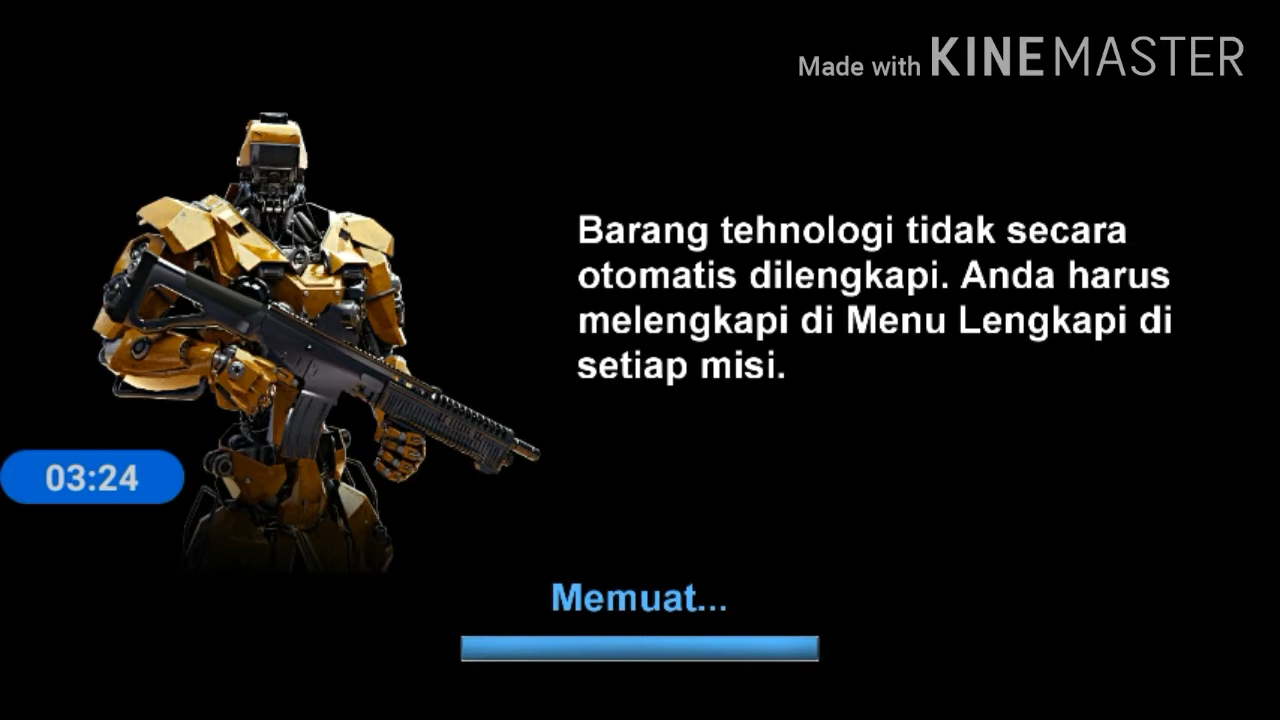 Made with KINEMASTER
Barang tehnologi tidak secara
otomatis dilengkapi. Anda harus
melengkapi di Menu Lengkapi di
setiap misi.
03:24
Memuat...